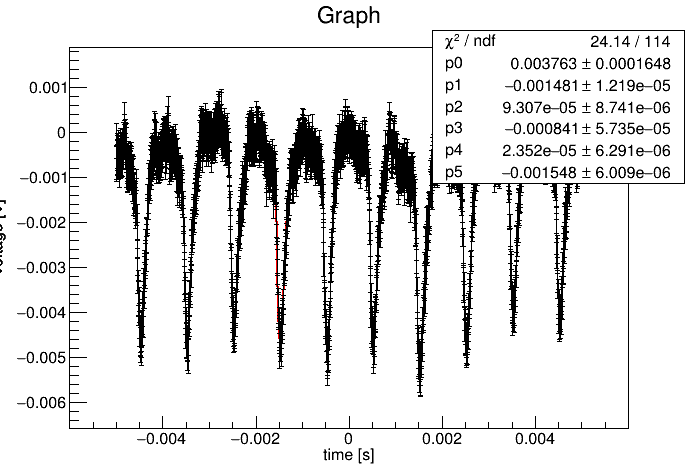 Graph
χ² / ndf 24.14 / 114
p0 0.003763 ± 0.0001648
p1 −0.001481 ± 1.219e−05
p2 9.307e−05 ± 8.741e−06
p3 −0.000841 ± 5.735e−05
p4 2.352e−05 ± 6.291e−06
p5 −0.001548 ± 6.009e−06
0.001
0
−0.001
−0.002
−0.003
−0.004
−0.005
−0.006
−0.004 −0.002 0 0.002 0.004
time [s]